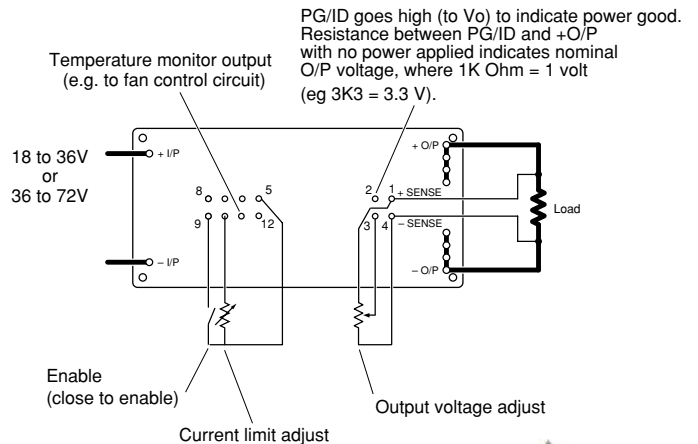 PG/ID goes high (to Vo) to indicate power good.
Resistance between PG/ID and +O/P
with no power applied indicates nominal
O/P voltage, where 1K Ohm = 1 volt
(eg 3K3 = 3.3 V).
Temperature monitor output
(e.g. to fan control circuit)
18 to 36V
or
36 to 72V
+ I/P
– I/P
8
5
9
12
2
1
3
4
+ SENSE
– SENSE
+ O/P
– O/P
Load
Enable
(close to enable)
Current limit adjust
Output voltage adjust